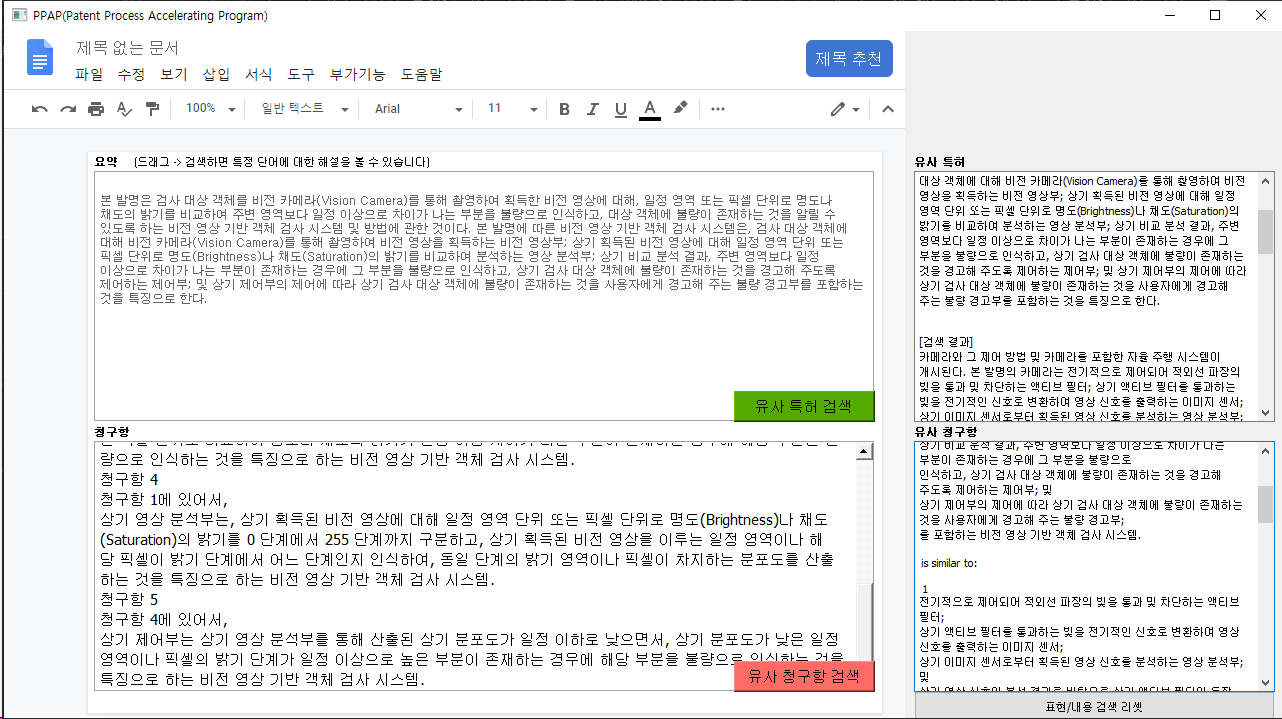 PPAP(Patent Process Accelerating Program)
제목 없는 문서
파일 수정 보기 삽입 서식 도구 부가기능 도움말
제목 추천
100% 일반 텍스트 Arial 11 B I U A
요약 (드래그 -> 검색하면 특정 단어에 대한 해설을 볼 수 있습니다)
본 발명은 검사 대상 객체를 비전 카메라(Vision Camera)를 통해 촬영하여 획득한 비전 영상에 대해, 일정 영역 또는 픽셀 단위로 명도나
채도의 밝기를 비교하여 주변 영역보다 일정 이상으로 차이가 나는 부분을 불량으로 인식하고, 대상 객체에 불량이 존재하는 것을 알릴 수
있도록 하는 비전 영상 기반 객체 검사 시스템 및 방법에 관한 것이다. 본 발명에 따른 비전 영상 기반 객체 검사 시스템은, 검사 대상 객체에
대해 비전 카메라(Vision Camera)를 통해 촬영하여 비전 영상을 획득하는 비전 영상부; 상기 획득된 비전 영상에 대해 일정 영역 단위 또는
픽셀 단위로 명도(Brightness)나 채도(Saturation)의 밝기를 비교하여 분석하는 영상 분석부; 상기 비교 분석 결과, 주변 영역보다 일정
이상으로 차이가 나는 부분이 존재하는 경우에 그 부분을 불량으로 인식하고, 상기 검사 대상 객체에 불량이 존재하는 것을 경고해 주도록
제어하는 제어부; 및 상기 제어부의 제어에 따라 상기 검사 대상 객체에 불량이 존재하는 것을 사용자에게 경고해 주는 불량 경고부를 포함하는
것을 특징으로 한다.
유사 특허 검색
청구항
량으로 인식하는 것을 특징으로 하는 비전 영상 기반 객체 검사 시스템.
청구항 4
청구항 1에 있어서,
상기 영상 분석부는, 상기 획득된 비전 영상에 대해 일정 영역 단위 또는 픽셀 단위로 명도(Brightness)나 채도
(Saturation)의 밝기를 0 단계에서 255 단계까지 구분하고, 상기 획득된 비전 영상을 이루는 일정 영역이나 해
당 픽셀이 밝기 단계에서 어느 단계인지 인식하여, 동일 단계의 밝기 영역이나 픽셀이 차지하는 분포도를 산출
하는 것을 특징으로 하는 비전 영상 기반 객체 검사 시스템.
청구항 5
청구항 4에 있어서,
상기 제어부는 상기 영상 분석부를 통해 산출된 상기 분포도가 일정 이하로 낮으면서, 상기 분포도가 낮은 일정
영역이나 픽셀의 밝기 단계가 일정 이상으로 높은 부분이 존재하는 경우에 해당 부분을 불량으로 인식하는 것을
특징으로 하는 비전 영상 기반 객체 검사 시스템.
유사 청구항 검색
유사 특허
대상 객체에 대해 비전 카메라(Vision Camera)를 통해 촬영하여 비전
영상을 획득하는 비전 영상부; 상기 획득된 비전 영상에 대해 일정
영역 단위 또는 픽셀 단위로 명도(Brightness)나 채도(Saturation)의
밝기를 비교하여 분석하는 영상 분석부; 상기 비교 분석 결과, 주변
영역보다 일정 이상으로 차이가 나는 부분이 존재하는 경우에 그
부분을 불량으로 인식하고, 상기 검사 대상 객체에 불량이 존재하는
것을 경고해 주도록 제어하는 제어부; 및 상기 제어부의 제어에 따라
상기 검사 대상 객체에 불량이 존재하는 것을 사용자에게 경고해
주는 불량 경고부를 포함하는 것을 특징으로 한다.
[검색 결과]
카메라와 그 제어 방법 및 카메라를 포함한 자율 주행 시스템이
개시된다. 본 발명의 카메라는 전기적으로 제어되어 적외선 파장의
빛을 통과 및 차단하는 액티브 필터; 상기 액티브 필터를 통과하는
빛을 전기적인 신호로 변환하여 영상 신호를 출력하는 이미지 센서;
상기 이미지 센서로부터 획득된 영상 신호를 분석하는 영상 분석부;
유사 청구항
상기 비교 분석 결과, 주변 영역보다 일정 이상으로 차이가 나는
부분이 존재하는 경우에 그 부분을 불량으로
인식하고, 상기 검사 대상 객체에 불량이 존재하는 것을 경고해
주도록 제어하는 제어부; 및
상기 제어부의 제어에 따라 상기 검사 대상 객체에 불량이 존재하는
것을 사용자에게 경고해 주는 불량 경고부;
을 포함하는 비전 영상 기반 객체 검사 시스템.
is similar to:
1
전기적으로 제어되어 적외선 파장의 빛을 통과 및 차단하는 액티브
필터;
상기 액티브 필터를 통과하는 빛을 전기적인 신호로 변환하여 영상
신호를 출력하는 이미지 센서;
상기 이미지 센서로부터 획득된 영상 신호를 분석하는 영상 분석부;
및
표현/내용 검색 리셋